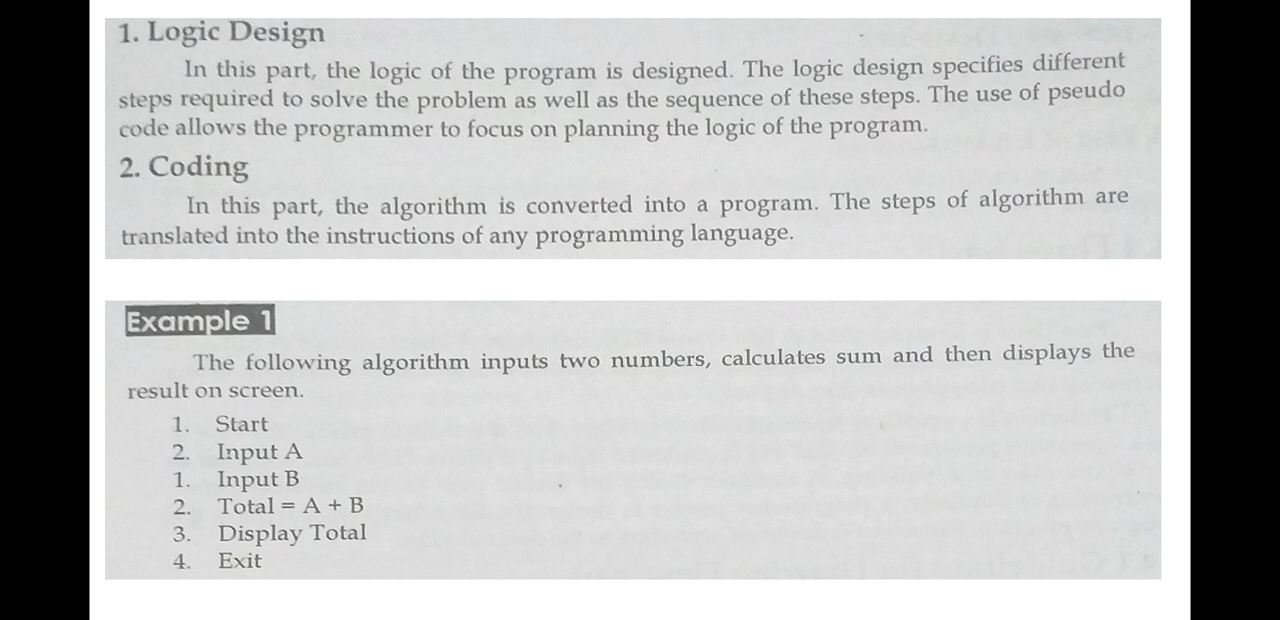 1. Logic Design
In this part, the logic of the program is designed. The logic design specifies different
steps required to solve the problem as well as the sequence of these steps. The use of pseudo
code allows the programmer to focus on planning the logic of the program.
2. Coding
In this part, the algorithm is converted into a program. The steps of algorithm are
translated into the instructions of any programming language.
Example 1
The following algorithm inputs two numbers, calculates sum and then displays the
result on screen.
1. Start
2. Input A
1. Input B
2. Total = A + B
3. Display Total
4. Exit